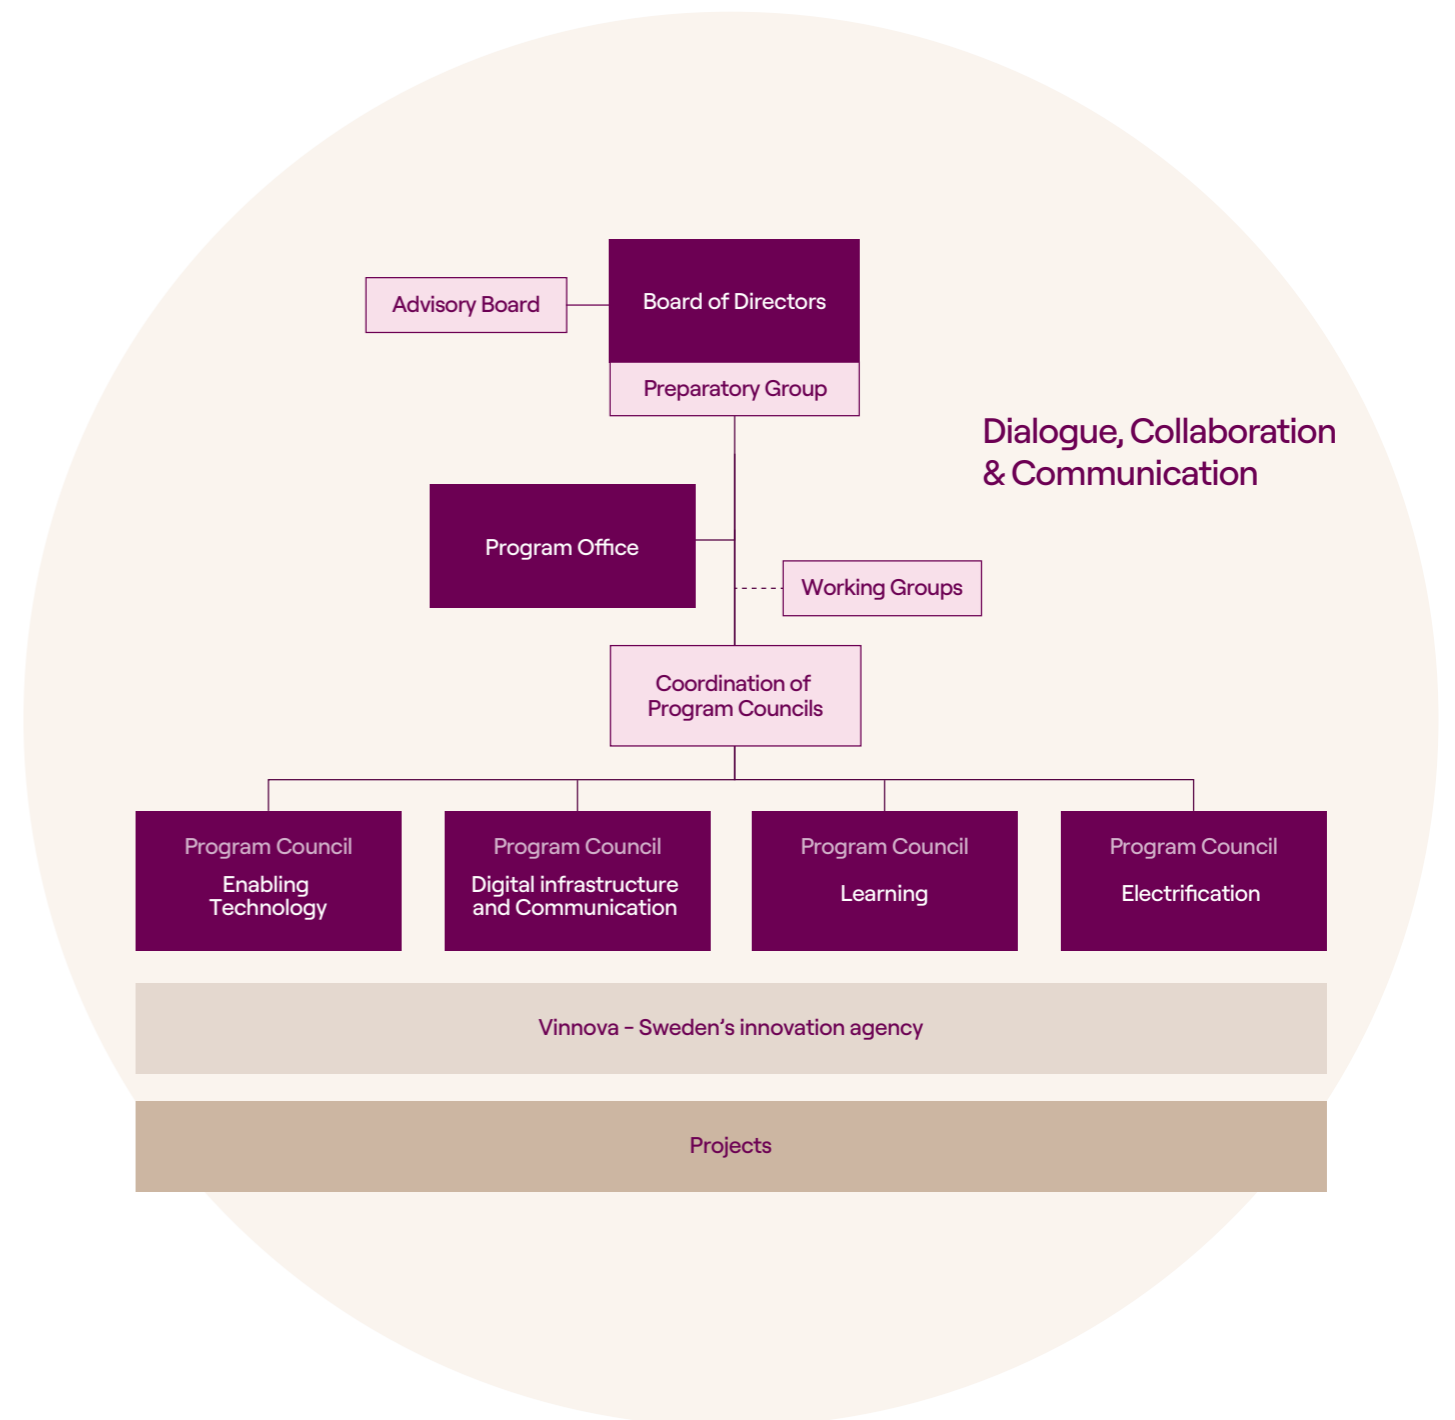 Advisory Board
Board of Directors
Preparatory Group
Dialogue, Collaboration
& Communication
Program Office
Working Groups
Coordination of
Program Councils
Program Council
Enabling
Technology
Program Council
Digital infrastructure
and Communication
Program Council
Learning
Program Council
Electrification
Vinnova - Sweden’s innovation agency
Projects